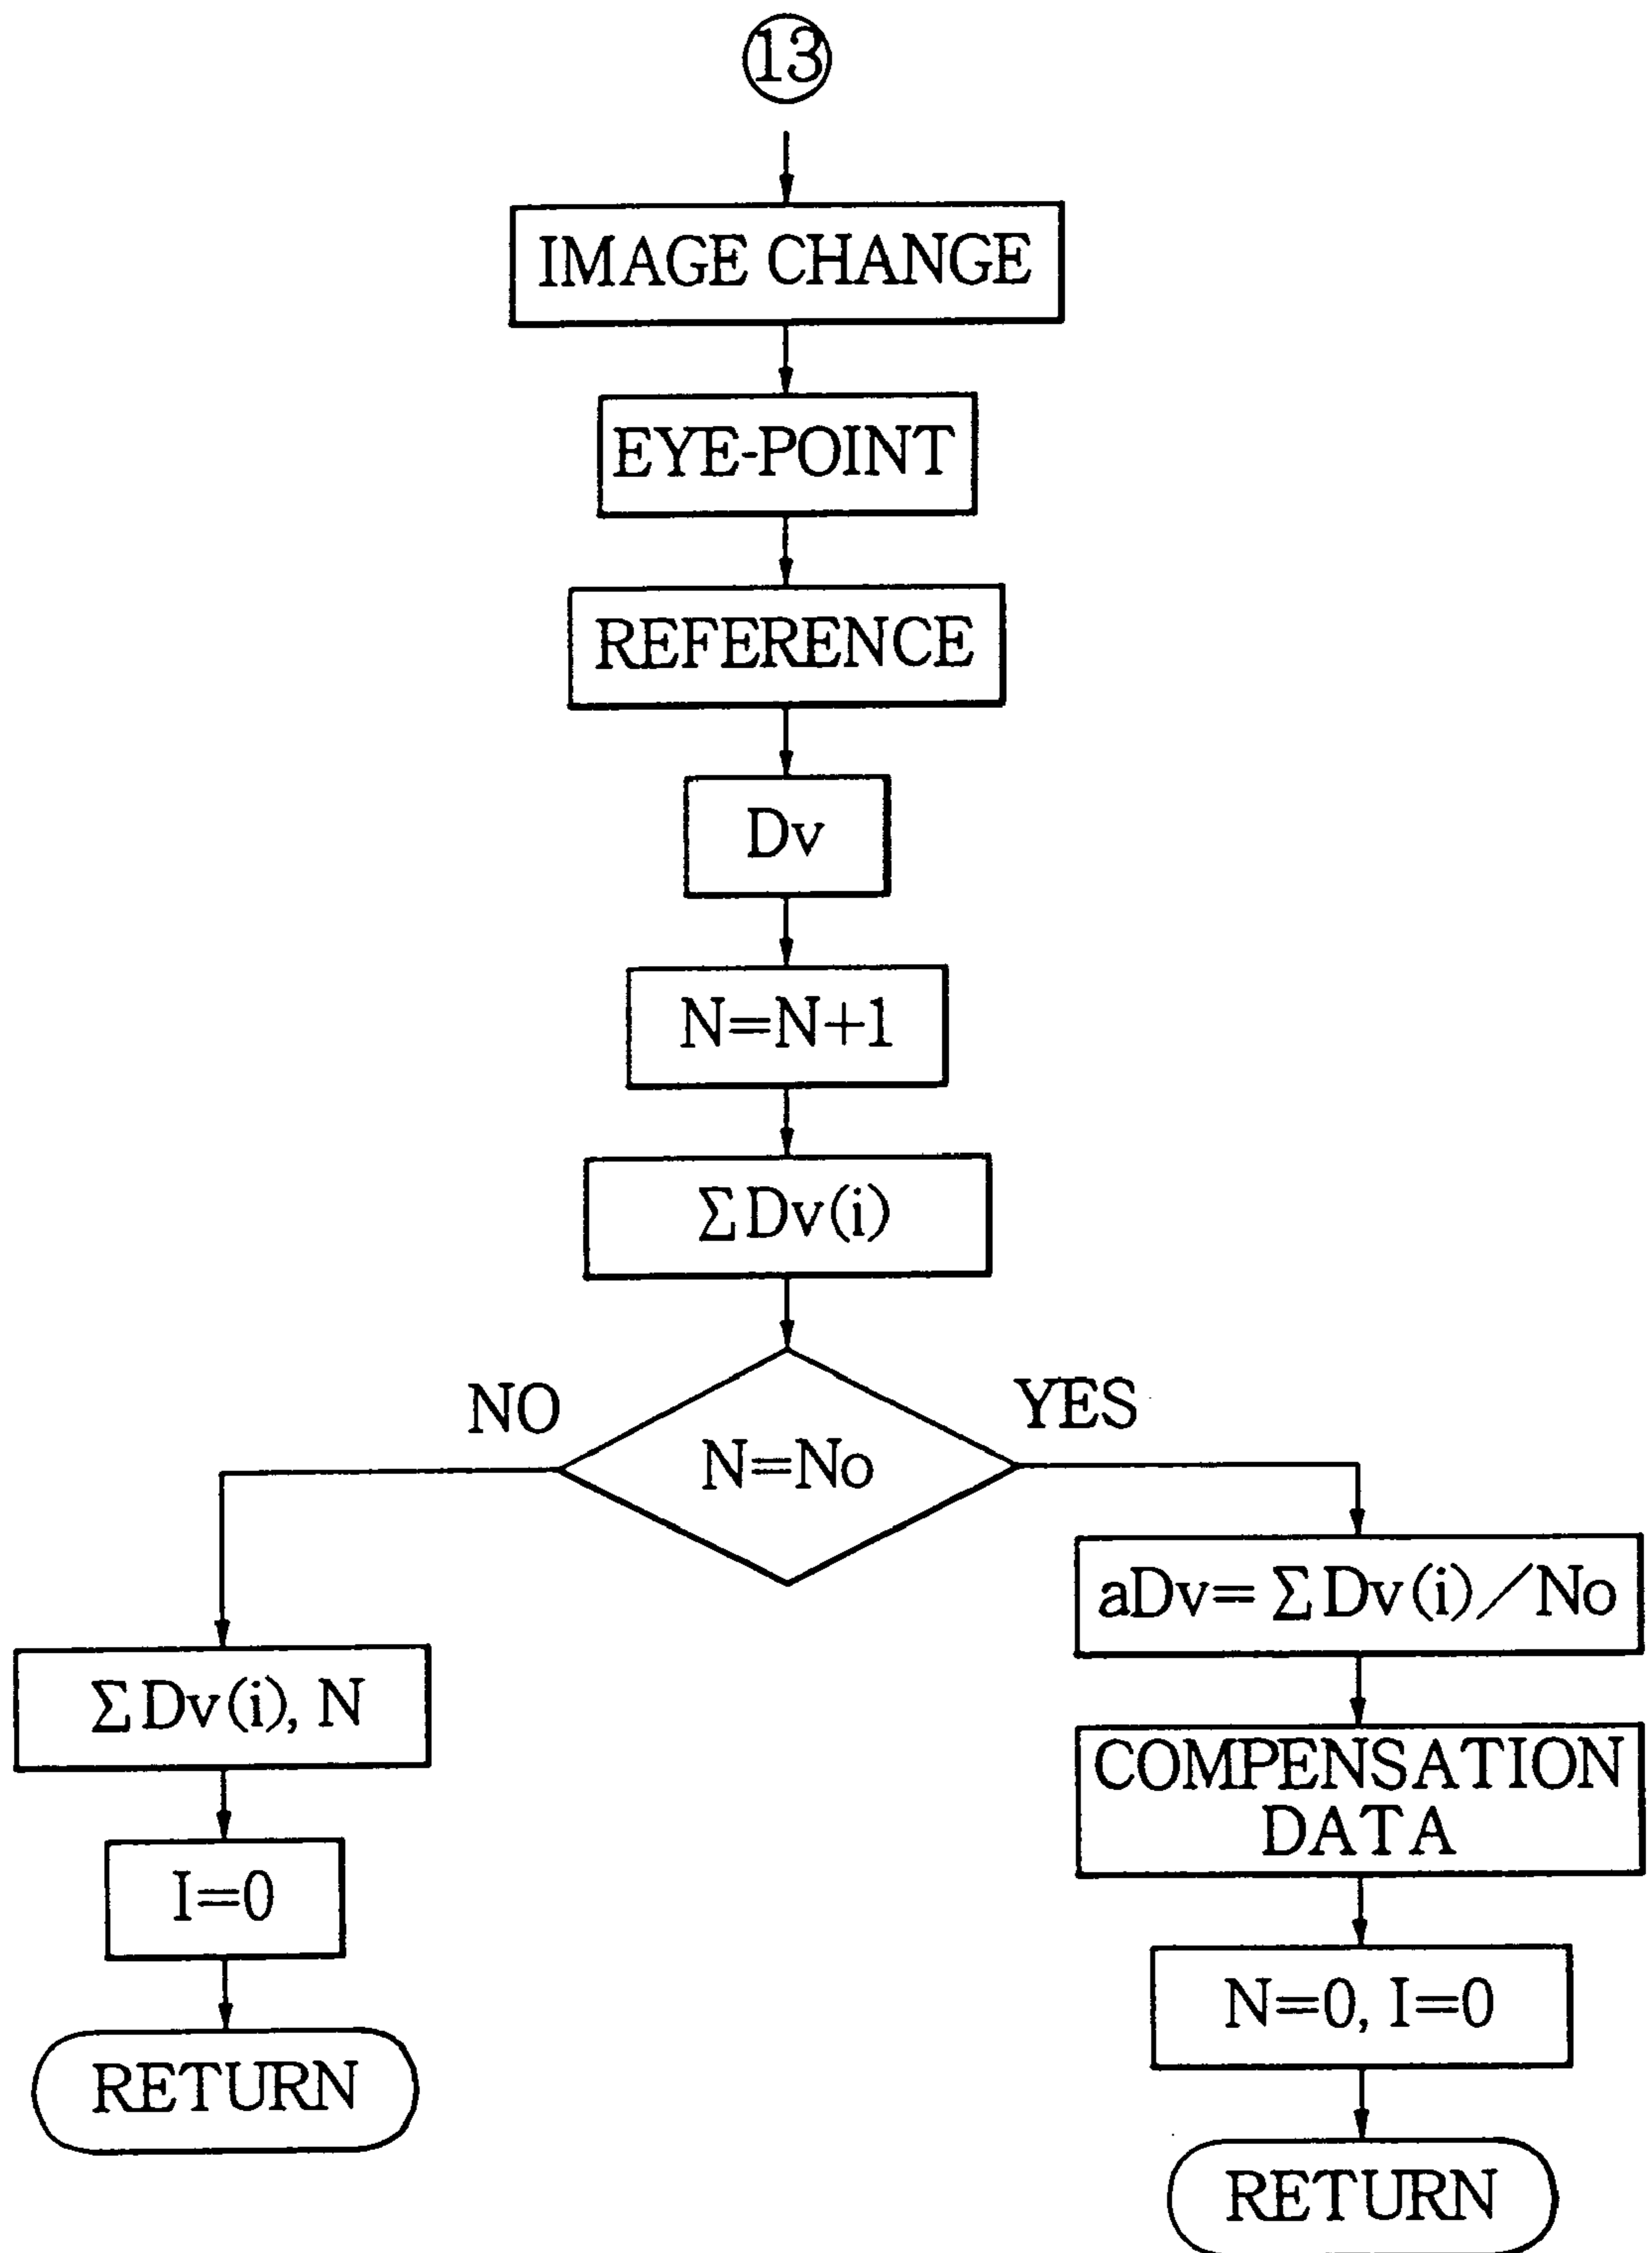 13
IMAGE CHANGE
EYE-POINT
REFERENCE
Dv
N=N+1
ΣDv(i)
NO
YES
N=No
aDv=ΣDv(i)/No
ΣDv(i), N
COMPENSATION
DATA
I=0
N=0, I=0
RETURN
RETURN